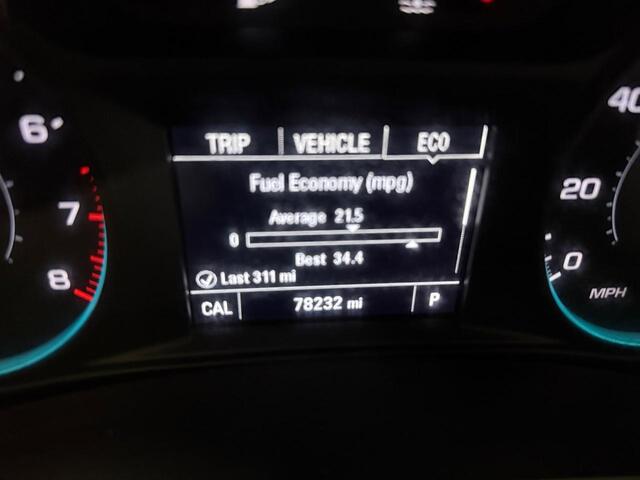 TRIP VEHICLE ECO
Fuel Economy (mpg)
Average 21.5
0
Best 34.4
Last 311 mi
CAL 78232 mi P
6
7
8
40
20
0
MPH